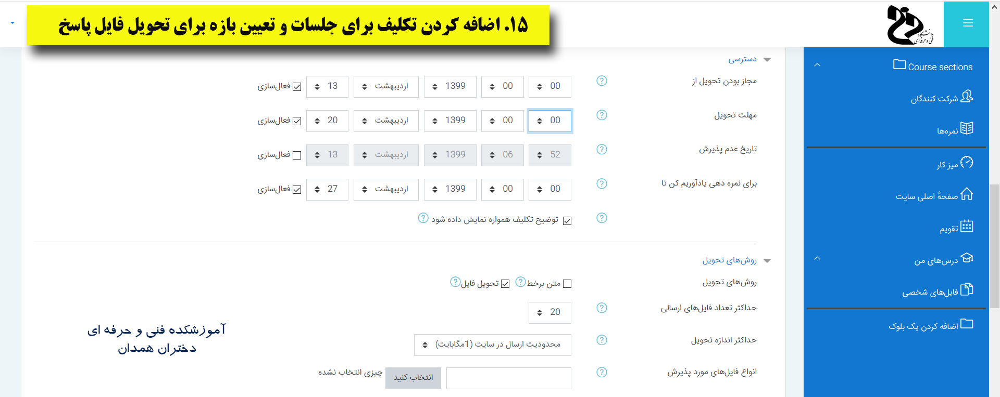 ۱۵. اضافه کردن تکلیف برای جلسات و تعیین بازه برای تحویل فایل پاسخ
دانشگاه
فنی و حرفه‌ای
Course sections
شرکت کنندگان
نمره‌ها
میز کار
صفحهٔ اصلی سایت
تقویم
درس‌های من
فایل‌های شخصی
اضافه کردن یک بلوک
دسترسی
مجاز بودن تحویل از ? 00 00 1399 اردیبهشت 13 فعال‌سازی
مهلت تحویل ? 00 00 1399 اردیبهشت 20 فعال‌سازی
تاریخ عدم پذیرش ? 52 06 1399 اردیبهشت 13 فعال‌سازی
برای نمره دهی یادآوریم کن تا ? 00 00 1399 اردیبهشت 27 فعال‌سازی
? توضیح تکلیف همواره نمایش داده شود ?
روش‌های تحویل
روش‌های تحویل متن برخط ? تحویل فایل ?
حداکثر تعداد فایل‌های ارسالی ? 20
حداکثر اندازه تحویل ? محدودیت ارسال در سایت (1مگابایت)
انواع فایل‌های مورد پذیرش ? انتخاب کنید چیزی انتخاب نشده
آموزشکده فنی و حرفه ای
دختران همدان